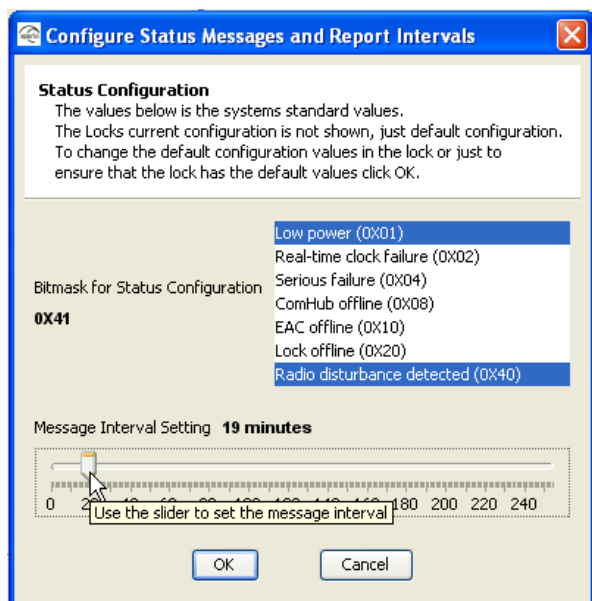 Configure Status Messages and Report Intervals
Status Configuration
The values below is the systems standard values.
The Locks current configuration is not shown, just default configuration.
To change the default configuration values in the lock or just to
ensure that the lock has the default values click OK.
Low power (0X01)
Real-time clock failure (0X02)
Bitmask for Status Configuration
Serious failure (0X04)
0X41
ComHub offline (0X08)
EAC offline (0X10)
Lock offline (0X20)
Radio disturbance detected (0X40)
Message Interval Setting 19 minutes
0 180 200 220 240
Use the slider to set the message interval
OK Cancel